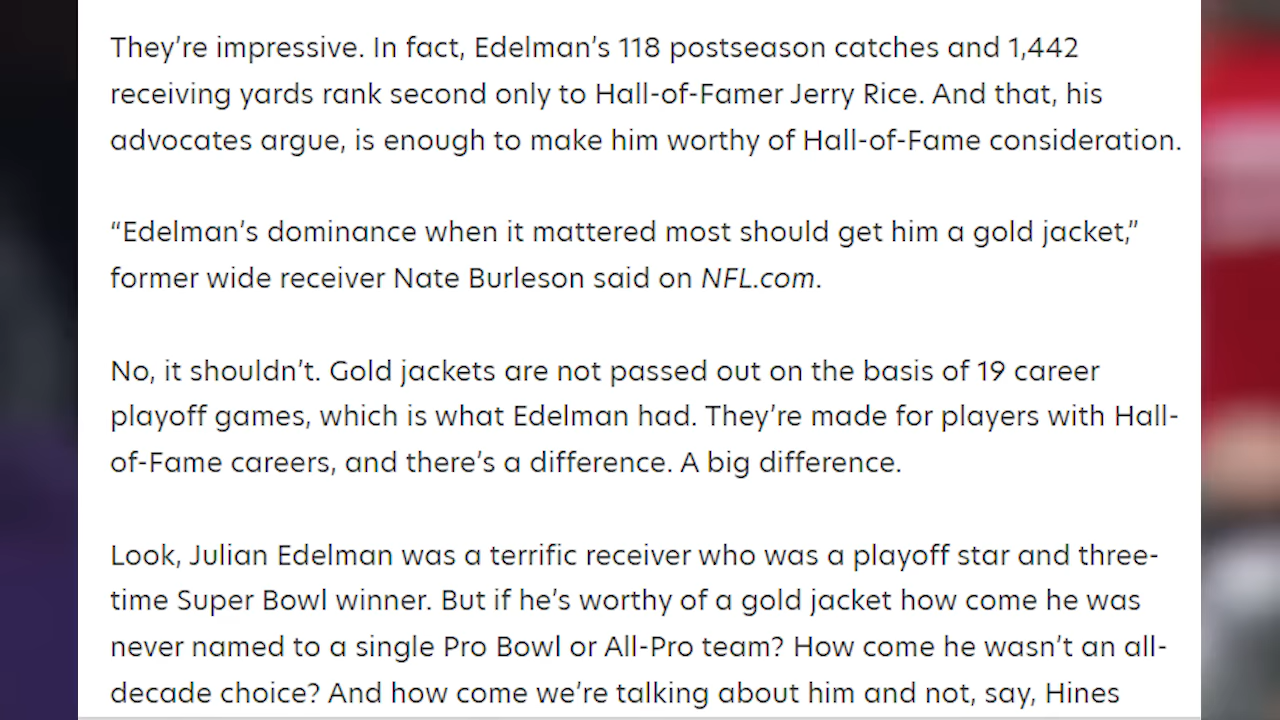 They’re impressive. In fact, Edelman’s 118 postseason catches and 1,442
receiving yards rank second only to Hall-of-Famer Jerry Rice. And that, his
advocates argue, is enough to make him worthy of Hall-of-Fame consideration.
“Edelman’s dominance when it mattered most should get him a gold jacket,”
former wide receiver Nate Burleson said on NFL.com.
No, it shouldn’t. Gold jackets are not passed out on the basis of 19 career
playoff games, which is what Edelman had. They’re made for players with Hall-
of-Fame careers, and there’s a difference. A big difference.
Look, Julian Edelman was a terrific receiver who was a playoff star and three-
time Super Bowl winner. But if he’s worthy of a gold jacket how come he was
never named to a single Pro Bowl or All-Pro team? How come he wasn’t an all-
decade choice? And how come we’re talking about him and not, say, Hines